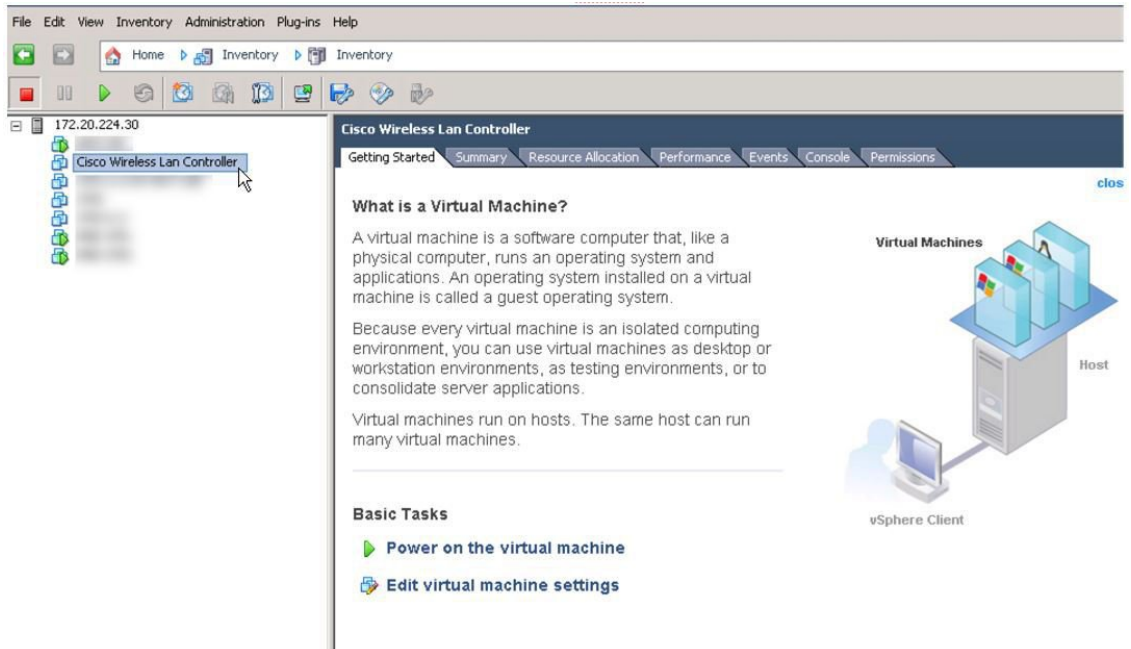 File Edit View Inventory Administration Plug-ins Help
Home Inventory Inventory
172.20.224.30
Cisco Wireless Lan Controller
Cisco Wireless Lan Controller
Getting Started Summary Resource Allocation Performance Events Console Permissions
clos
What is a Virtual Machine?
A virtual machine is a software computer that, like a
physical computer, runs an operating system and
applications. An operating system installed on a virtual
machine is called a guest operating system.
Because every virtual machine is an isolated computing
environment, you can use virtual machines as desktop or
workstation environments, as testing environments, or to
consolidate server applications.
Virtual machines run on hosts. The same host can run
many virtual machines.
Basic Tasks
Power on the virtual machine
Edit virtual machine settings
Virtual Machines
Host
vSphere Client